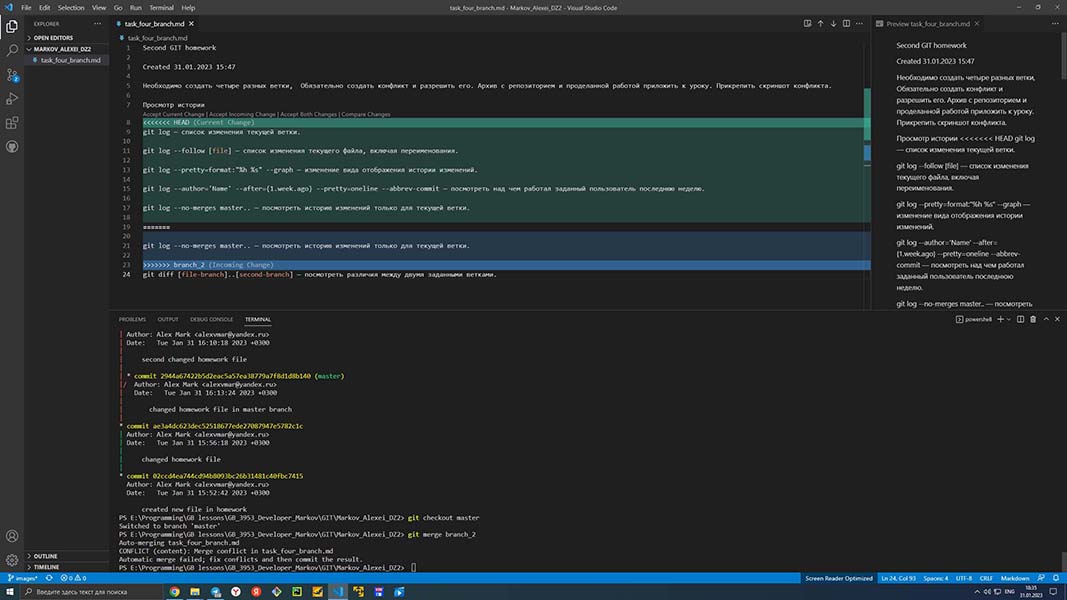 File Edit Selection View Go Run Terminal Help
task_four_branch.md - Markov_Alexei_DZ2 - Visual Studio Code
EXPLORER
OPEN EDITORS
MARKOV_ALEXEI_DZ2
task_four_branch.md
task_four_branch.md
task_four_branch.md
1 Second GIT homework
2
3 Created 31.01.2023 15:47
4
5 Необходимо создать четыре разных ветки, Обязательно создать конфликт и разрешить его. Архив с репозиторием и проделанной работой приложить к уроку. Прикрепить скриншот конфликта.
6
7 Просмотр истории
Accept Current Change | Accept Incoming Change | Accept Both Changes | Compare Changes
8 <<<<<<< HEAD (Current Change)
9 git log — список изменения текущей ветки.
10
11 git log --follow [file] — список изменения текущего файла, включая переименования.
12
13 git log --pretty=format:"%h %s" --graph — изменение вида отображения истории изменений.
14
15 git log --author='Name' --after={1.week.ago} --pretty=oneline --abbrev-commit — посмотреть над чем работал заданный пользователь последнюю неделю.
16
17 git log --no-merges master.. — посмотреть историю изменений только для текущей ветки.
18
19 =======
20
21 git log --no-merges master.. — посмотреть историю изменений только для текущей ветки.
22
23 >>>>>>> branch_2 (Incoming Change)
24 git diff [file-branch]..[second-branch] — посмотреть различия между двумя заданными ветками.
Preview task_four_branch.md
Second GIT homework
Created 31.01.2023 15:47
Необходимо создать четыре разных ветки,
Обязательно создать конфликт и
разрешить его. Архив с репозиторием и
проделанной работой приложить к уроку.
Прикрепить скриншот конфликта.
Просмотр истории <<<<<<< HEAD git log
— список изменения текущей ветки.
git log --follow [file] — список изменения
текущего файла, включая
переименования.
git log --pretty=format:"%h %s" --graph —
изменение вида отображения истории
изменений.
git log --author='Name' --after=
{1.week.ago} --pretty=oneline --abbrev-
commit — посмотреть над чем работал
заданный пользователь последнюю
неделю.
git log --no-merges master.. — посмотреть
PROBLEMS OUTPUT DEBUG CONSOLE TERMINAL
powershell
| Author: Alex Mark <alexvmar@yandex.ru>
| Date: Tue Jan 31 16:10:18 2023 +0300
|
| second changed homework file
|
| * commit 2944a67422b5d2eac5a57ea38779a7f8d1d8b140 (master)
|/ Author: Alex Mark <alexvmar@yandex.ru>
| Date: Tue Jan 31 16:13:24 2023 +0300
|
| changed homework file in master branch
|
* commit ae3a4dc623dec52518677ede27087947e5782c1c
| Author: Alex Mark <alexvmar@yandex.ru>
| Date: Tue Jan 31 15:56:18 2023 +0300
|
| changed homework file
|
* commit 02ccd4ea744cd94b8093bc26b31481c40fbc7415
Author: Alex Mark <alexvmar@yandex.ru>
Date: Tue Jan 31 15:52:42 2023 +0300
created new file in homework
PS E:\Programming\GB lessons\GB_3953_Developer_Markov\GIT\Markov_Alexei_DZ2> git checkout master
Switched to branch 'master'
PS E:\Programming\GB lessons\GB_3953_Developer_Markov\GIT\Markov_Alexei_DZ2> git merge branch_2
Auto-merging task_four_branch.md
CONFLICT (content): Merge conflict in task_four_branch.md
Automatic merge failed; fix conflicts and then commit the result.
PS E:\Programming\GB lessons\GB_3953_Developer_Markov\GIT\Markov_Alexei_DZ2>
OUTLINE
TIMELINE
images* 0 0
Screen Reader Optimized Ln 24, Col 93 Spaces: 4 UTF-8 CRLF Markdown
Введите здесь текст для поиска
ENG
31.01.2023